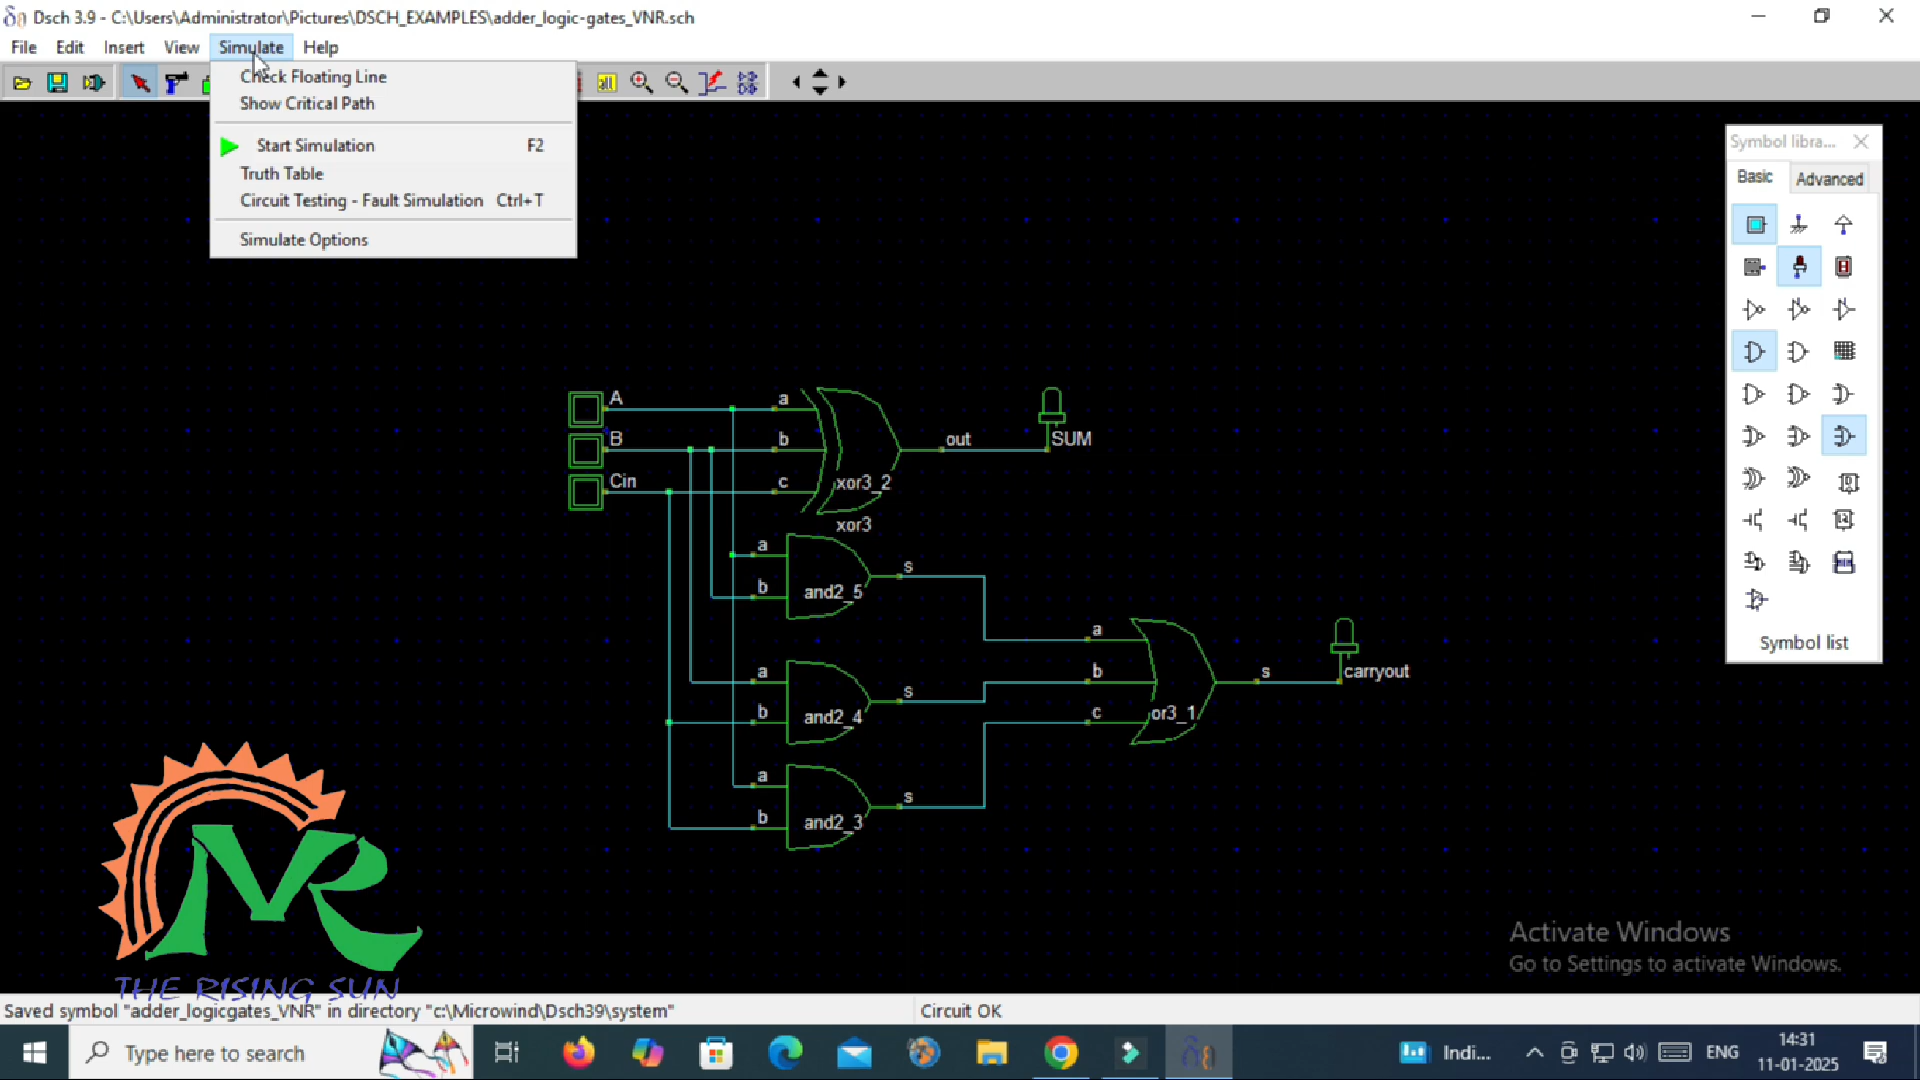 Dsch 3.9 - C:\Users\Administrator\Pictures\DSCH_EXAMPLES\adder_logic-gates_VNR.sch
File Edit Insert View Simulate Help
Check Floating Line
Show Critical Path
Start Simulation F2
Truth Table
Circuit Testing - Fault Simulation Ctrl+T
Simulate Options
Symbol libra...
Basic Advanced
Symbol list
A
B
Cin
a
b
c
xor3_2
xor3
out
SUM
a
b
and2_5
s
a
b
and2_4
s
a
b
and2_3
s
a
b
c
or3_1
s
carryout
VR
THE RISING SUN
Activate Windows
Go to Settings to activate Windows.
Saved symbol "adder_logicgates_VNR" in directory "c:\Microwind\Dsch39\system"
Circuit OK
Type here to search
Indi...
ENG
14:31
11-01-2025